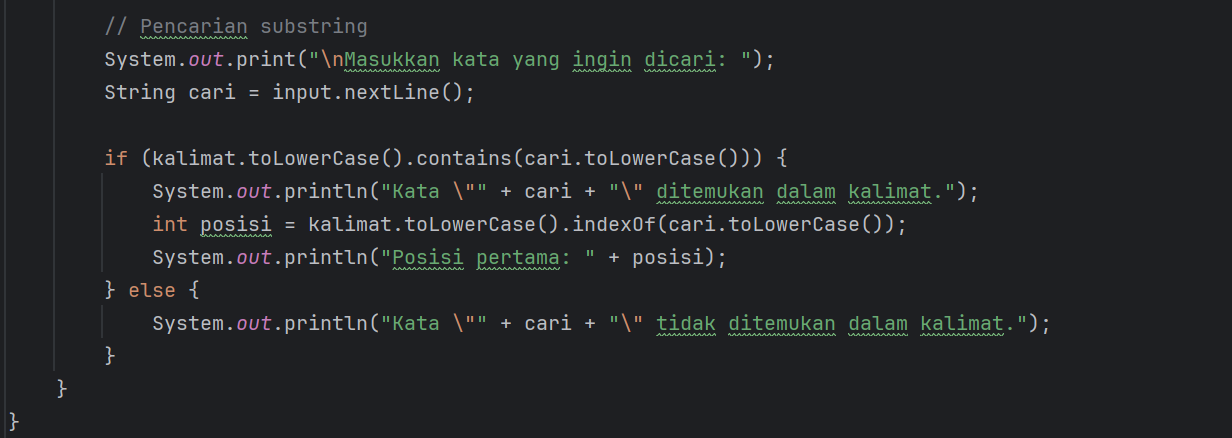 // Pencarian substring
System.out.print("\nMasukkan kata yang ingin dicari: ");
String cari = input.nextLine();
if (kalimat.toLowerCase().contains(cari.toLowerCase())) {
System.out.println("Kata \"" + cari + "\" ditemukan dalam kalimat.");
int posisi = kalimat.toLowerCase().indexOf(cari.toLowerCase());
System.out.println("Posisi pertama: " + posisi);
} else {
System.out.println("Kata \"" + cari + "\" tidak ditemukan dalam kalimat.");
}
}
}